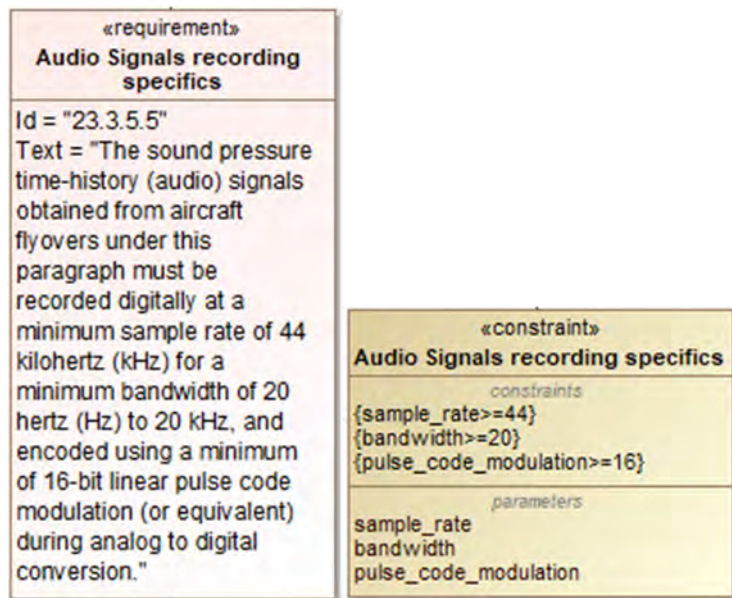 «requirement»
Audio Signals recording
specifics
Id = "23.3.5.5"
Text = "The sound pressure
time-history (audio) signals
obtained from aircraft
flyovers under this
paragraph must be
recorded digitally at a
minimum sample rate of 44
kilohertz (kHz) for a
minimum bandwidth of 20
hertz (Hz) to 20 kHz, and
encoded using a minimum
of 16-bit linear pulse code
modulation (or equivalent)
during analog to digital
conversion."
«constraint»
Audio Signals recording specifics
constraints
{sample_rate>=44}
{bandwidth>=20}
{pulse_code_modulation>=16}
parameters
sample_rate
bandwidth
pulse_code_modulation